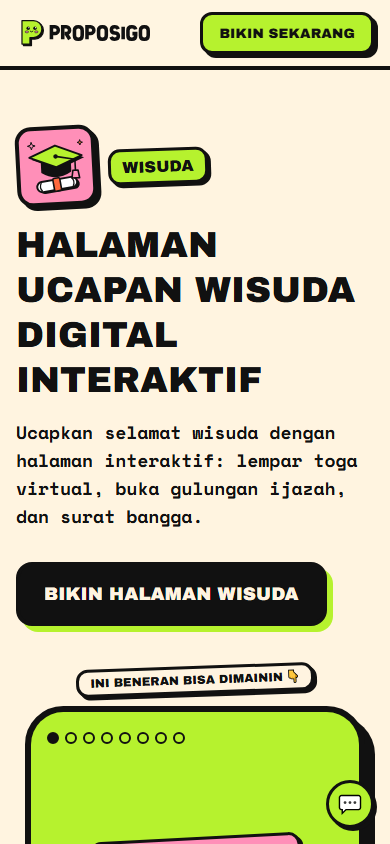 PROPOSIGO
BIKIN SEKARANG
WISUDA
HALAMAN
UCAPAN WISUDA
DIGITAL
INTERAKTIF
Ucapkan selamat wisuda dengan
halaman interaktif: lempar toga
virtual, buka gulungan ijazah,
dan surat bangga.
BIKIN HALAMAN WISUDA
INI BENERAN BISA DIMAININ 👇